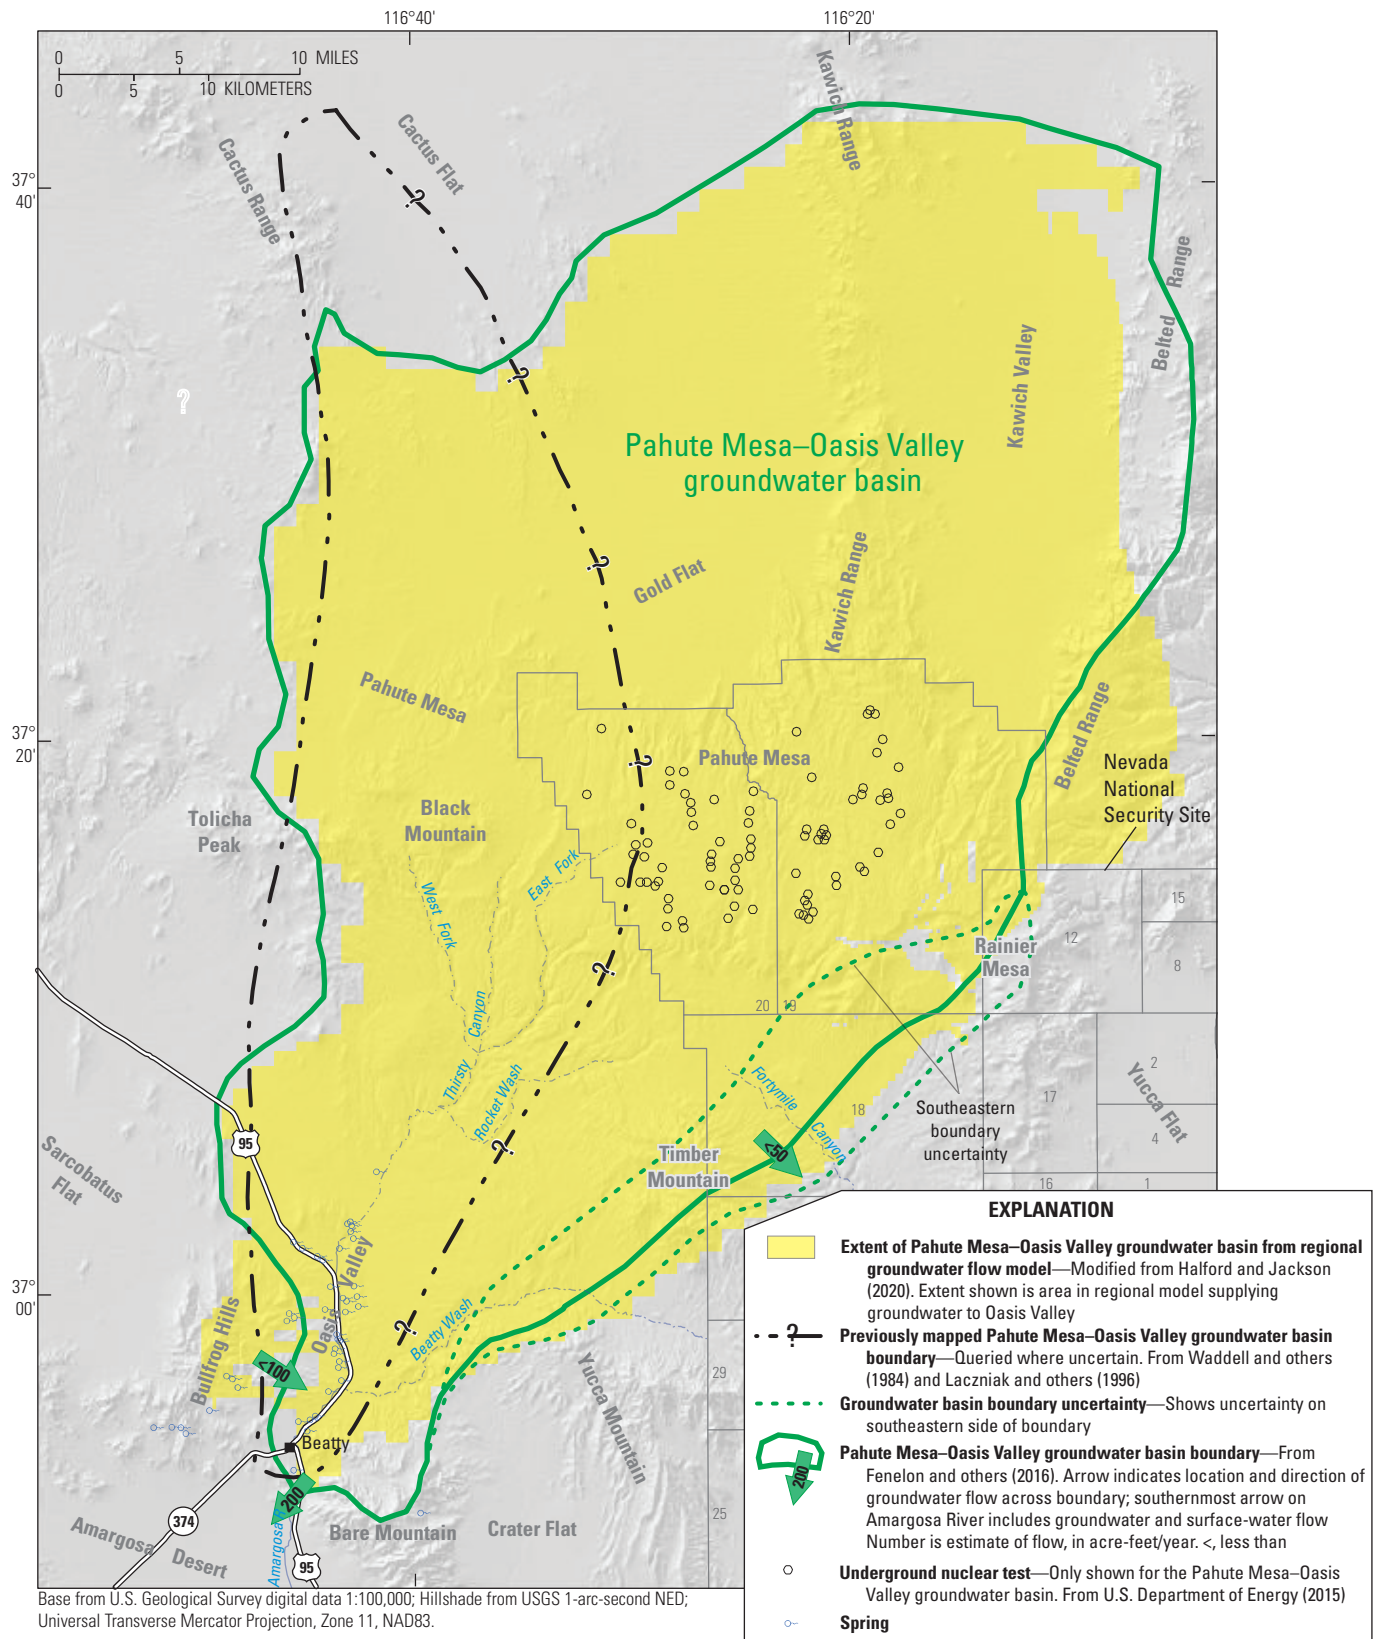 116°40'
116°20'
0 5 10 MILES
0 5 10 KILOMETERS
Kawich Range
Cactus Flat
Cactus Range
37°
40'
Belted Range
Kawich Valley
?
?
?
Pahute Mesa–Oasis Valley
groundwater basin
?
Gold Flat
Kawich Range
Pahute Mesa
Belted Range
37°
20'
Pahute Mesa
?
Nevada
National
Security Site
Black
Mountain
Tolicha
Peak
East Fork
West Fork
15
12
Rainier
Mesa
8
?
Canyon
20 19
Thirsty
Rocket Wash
Fortymile
Canyon
18
2
17
Yucca Flat
4
Southeastern
boundary
uncertainty
95
Sarcobatus
Flat
?
<50
Timber
Mountain
16
1
Oasis Valley
37°
00'
Beatty Wash
?
Bullfrog Hills
<100
Yucca Mountain
29
Beatty
200
25
374
Amargosa Desert
Amargosa R
95
Bare Mountain
Crater Flat
EXPLANATION
Extent of Pahute Mesa–Oasis Valley groundwater basin from regional
groundwater flow model—Modified from Halford and Jackson
(2020). Extent shown is area in regional model supplying
groundwater to Oasis Valley
? Previously mapped Pahute Mesa–Oasis Valley groundwater basin
boundary—Queried where uncertain. From Waddell and others
(1984) and Laczniak and others (1996)
Groundwater basin boundary uncertainty—Shows uncertainty on
southeastern side of boundary
Pahute Mesa–Oasis Valley groundwater basin boundary—From
200 Fenelon and others (2016). Arrow indicates location and direction of
groundwater flow across boundary; southernmost arrow on
Amargosa River includes groundwater and surface-water flow
Number is estimate of flow, in acre-feet/year. <, less than
Underground nuclear test—Only shown for the Pahute Mesa–Oasis
Valley groundwater basin. From U.S. Department of Energy (2015)
Spring
Base from U.S. Geological Survey digital data 1:100,000; Hillshade from USGS 1-arc-second NED;
Universal Transverse Mercator Projection, Zone 11, NAD83.